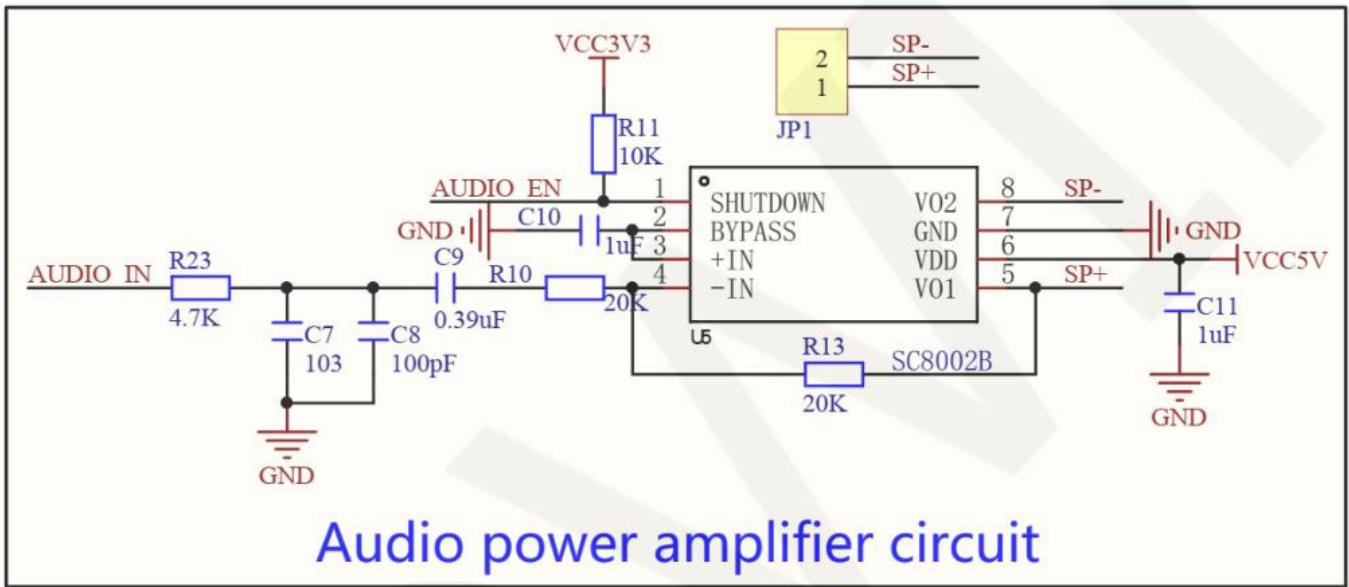 VCC3V3
SP-
2
SP+
1
JP1
R11
10K
AUDIO_EN
1
SHUTDOWN
VO2
8
SP-
GND
C10
1uF
2
BYPASS
GND
7
GND
3
+IN
VDD
6
VCC5V
AUDIO_IN
R23
4.7K
C9
0.39uF
R10
20K
4
-IN
VO1
5
SP+
C7
103
C8
100pF
U5
R13
20K
SC8002B
C11
1uF
GND
GND
Audio power amplifier circuit